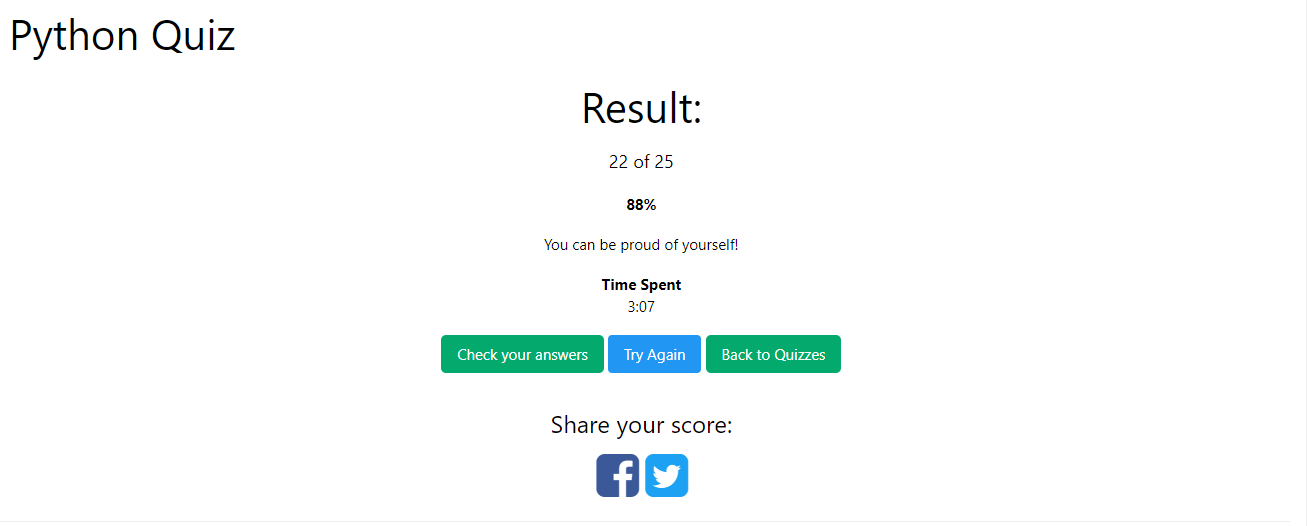 Python Quiz
Result:
22 of 25
88%
You can be proud of yourself!
Time Spent
3:07
Check your answers Try Again Back to Quizzes
Share your score: